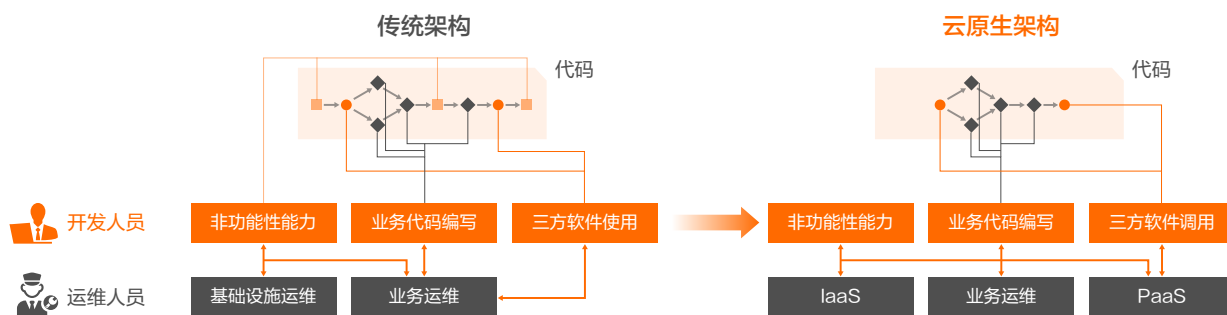 传统架构
云原生架构
代码
代码
开发人员
非功能性能力
业务代码编写
三方软件使用
非功能性能力
业务代码编写
三方软件调用
运维人员
基础设施运维
业务运维
IaaS
业务运维
PaaS